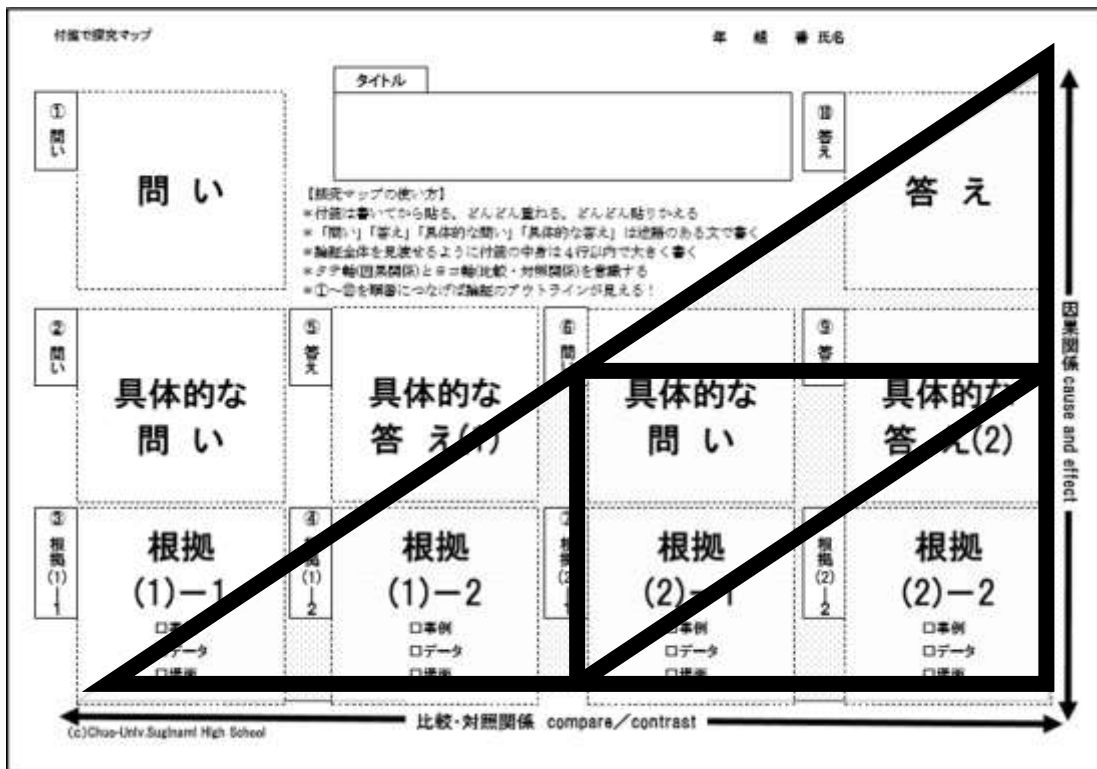 付箋で探究マップ
年 組 番 氏名
タイトル
① 問い
問 い
⑩ 答え
答 え
【探究マップの使い方】
*付箋は書いてから貼る、どんどん重ねる、どんどん貼りかえる
*「問い」「答え」「具体的な問い」「具体的な答え」は述語のある文で書く
*論証全体を見渡せるように付箋の中身は4行以内で大きく書く
*タテ軸(因果関係)とヨコ軸(比較・対照関係)を意識する
*①~⑩を順番につなげば論証のアウトラインが見える!
② 問い
具体的な
問 い
⑤ 答え
具体的な
答 え(1)
⑥ 問
具体的な
問 い
⑨ 答
具体的な
答 え(2)
③ 根拠(1)―1
根拠
(1)－1
□事例
□データ
④ 根拠(1)―2
根拠
(1)－2
□事例
□データ
根拠
(2)－1
□事例
□データ
根拠(2)―2
根拠
(2)－2
□事例
□データ
因果関係 cause and effect
比較・対照関係 compare／contrast
(c)Chuo-Univ.Suginami High School